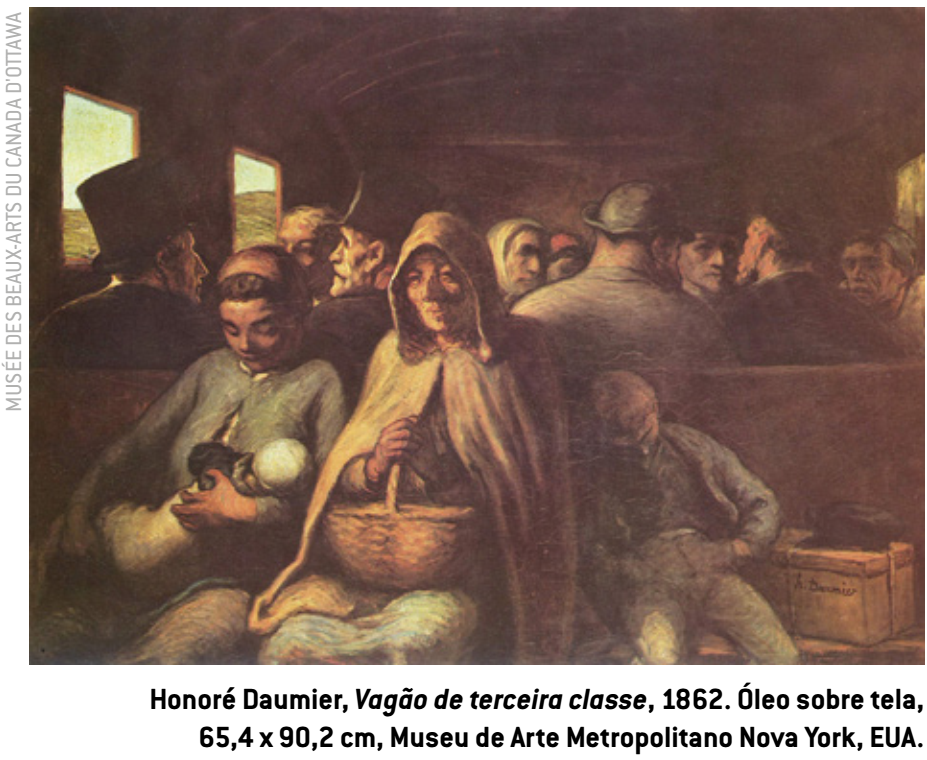 MUSÉE DES BEAUX-ARTS DU CANADA D'OTTAWA
h. Daumier
Honoré Daumier, Vagão de terceira classe, 1862. Óleo sobre tela,
65,4 x 90,2 cm, Museu de Arte Metropolitano Nova York, EUA.